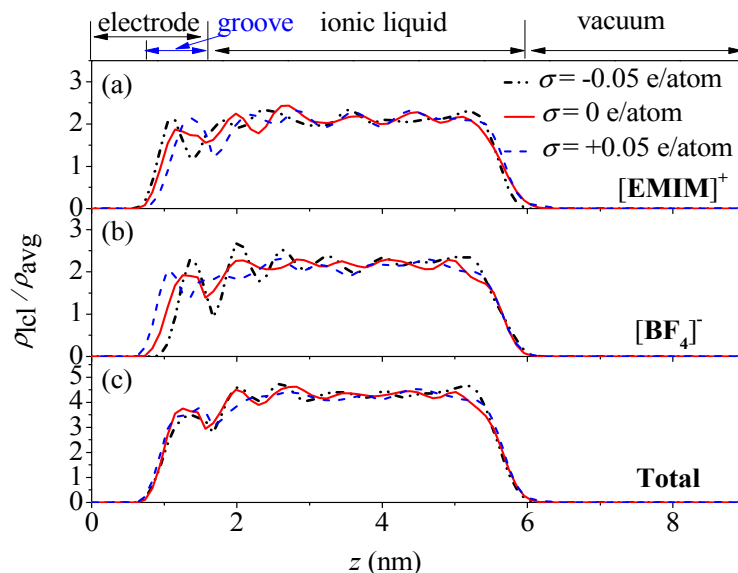 electrode groove ionic liquid vacuum
(a) σ= -0.05 e/atom
σ= 0 e/atom
σ= +0.05 e/atom
[EMIM]+
3
2
1
0
(b)
[BF4]-
3
2
1
0
(c)
Total
5
4
3
2
1
0
ρlcl/ρavg
0 2 4 6 8
z (nm)